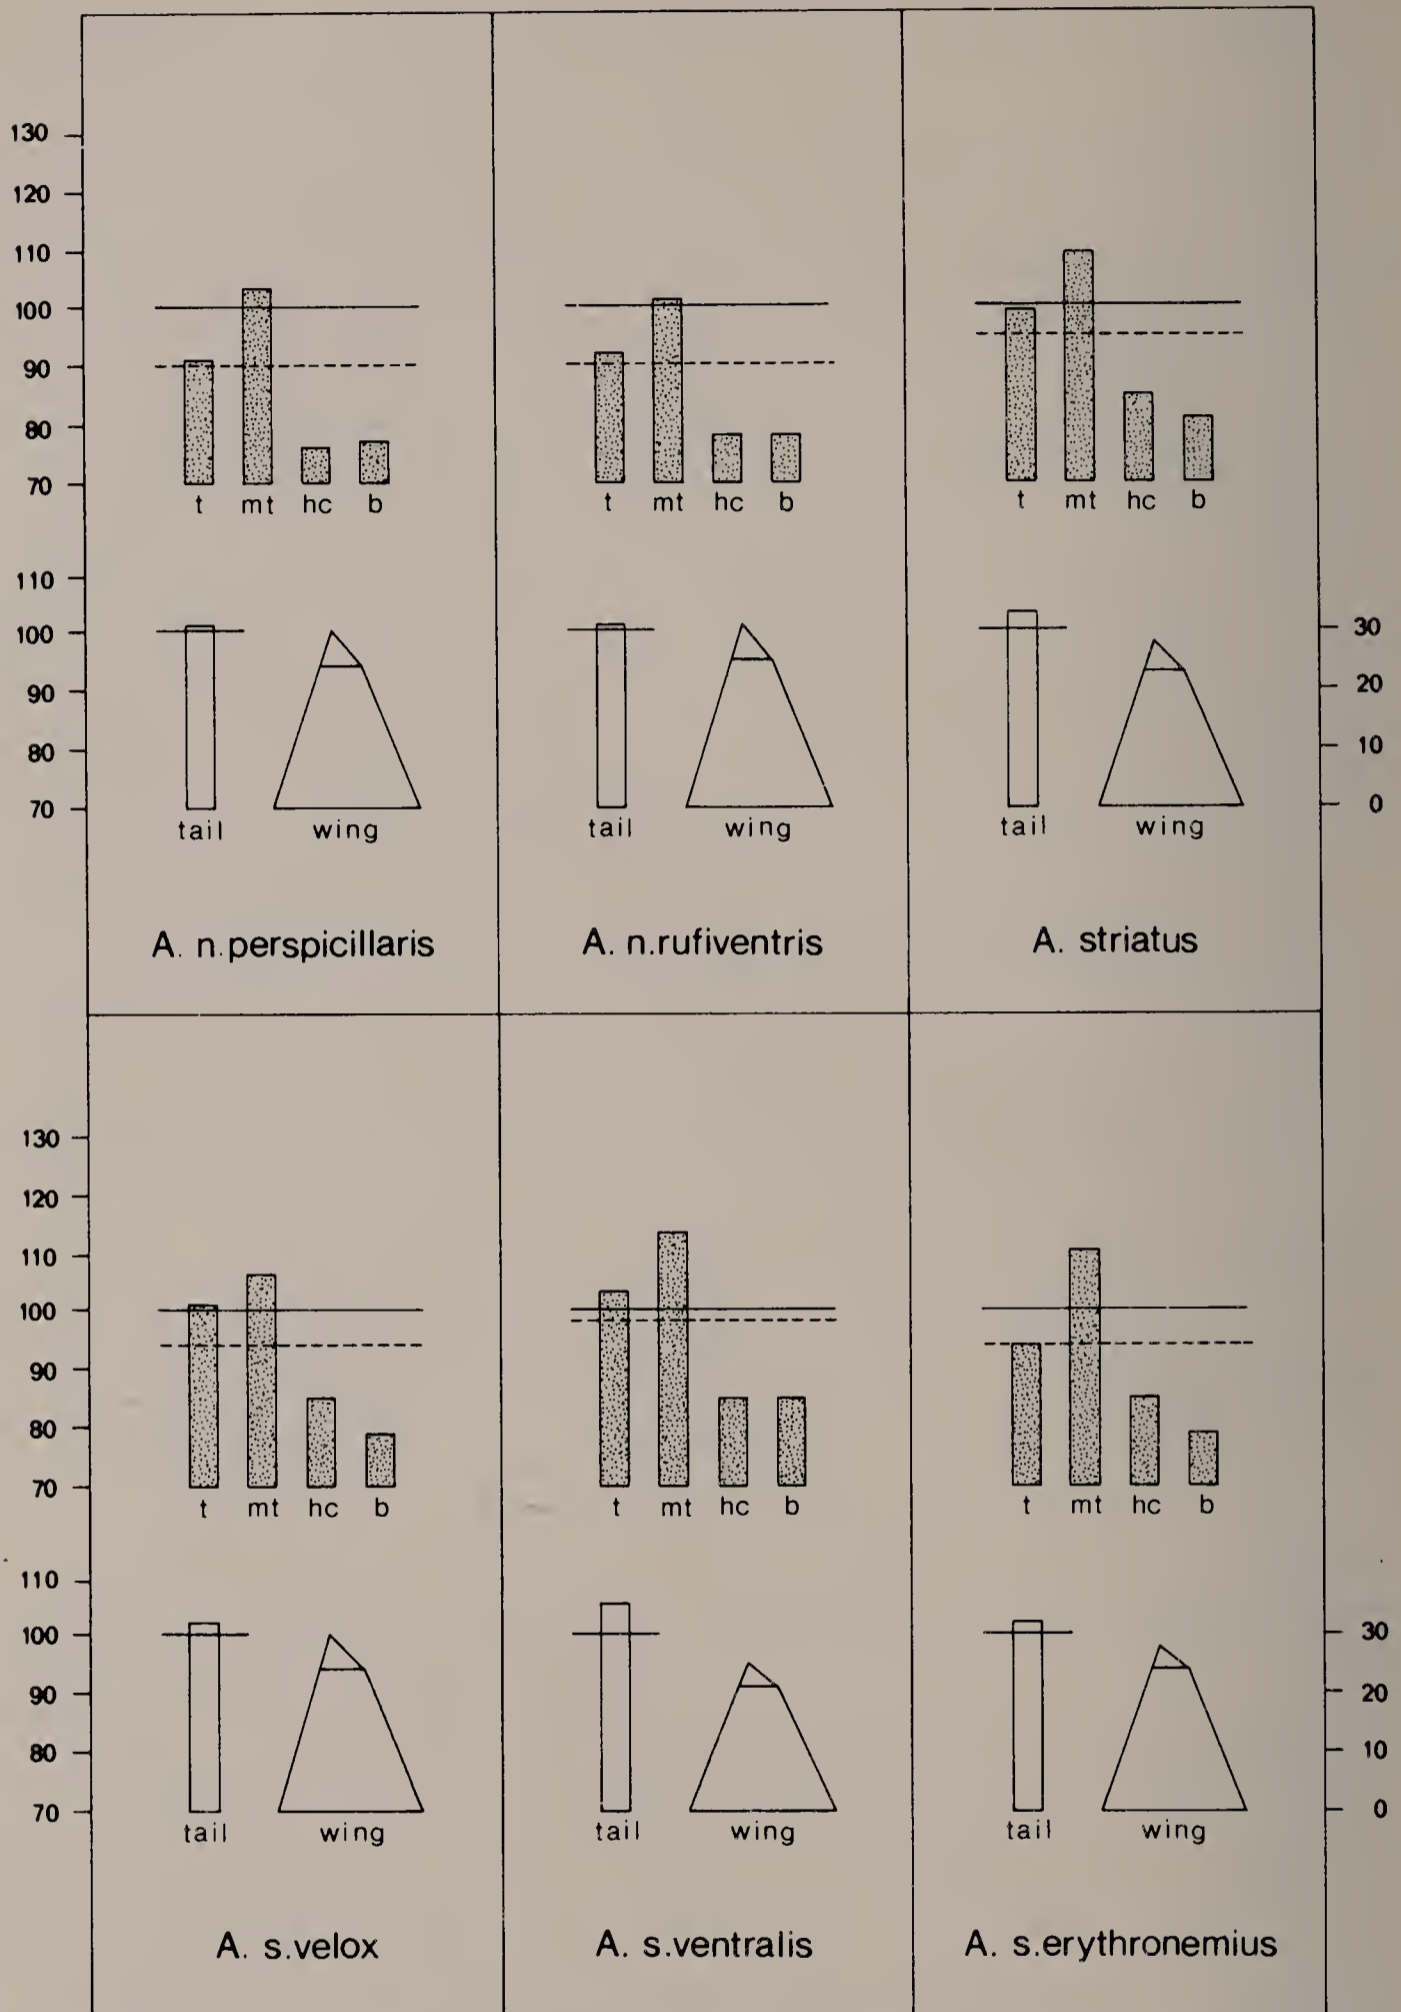 130
120
110
100
90
80
70
t mt hc b
t mt hc b
t mt hc b
110
100
90
80
70
30
20
10
0
tail wing
tail wing
tail wing
A. n.perspicillaris
A. n.rufiventris
A. striatus
130
120
110
100
90
80
70
t mt hc b
t mt hc b
t mt hc b
110
100
90
80
70
30
20
10
0
tail wing
tail wing
tail wing
A. s.velox
A. s.ventralis
A. s.erythronemius